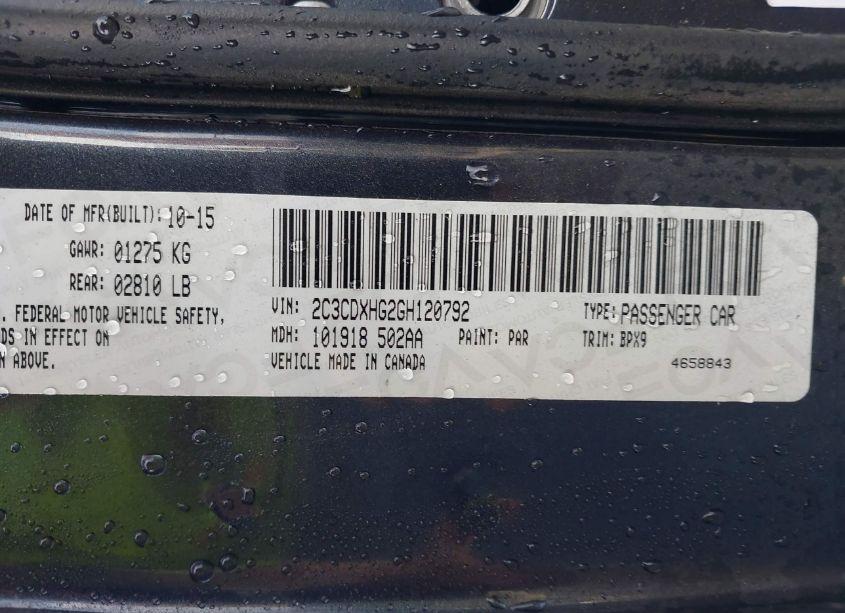 DATE OF MFR(BUILT): 10-15
GAWR: 01275 KG
REAR: 02810 LB
. FEDERAL MOTOR VEHICLE SAFETY,
DS IN EFFECT ON
N ABOVE.
VIN: 2C3CDXHG2GH120792
TYPE: PASSENGER CAR
MDH: 101918 502AA
PAINT: PAR
TRIM: BPX9
VEHICLE MADE IN CANADA
4658843